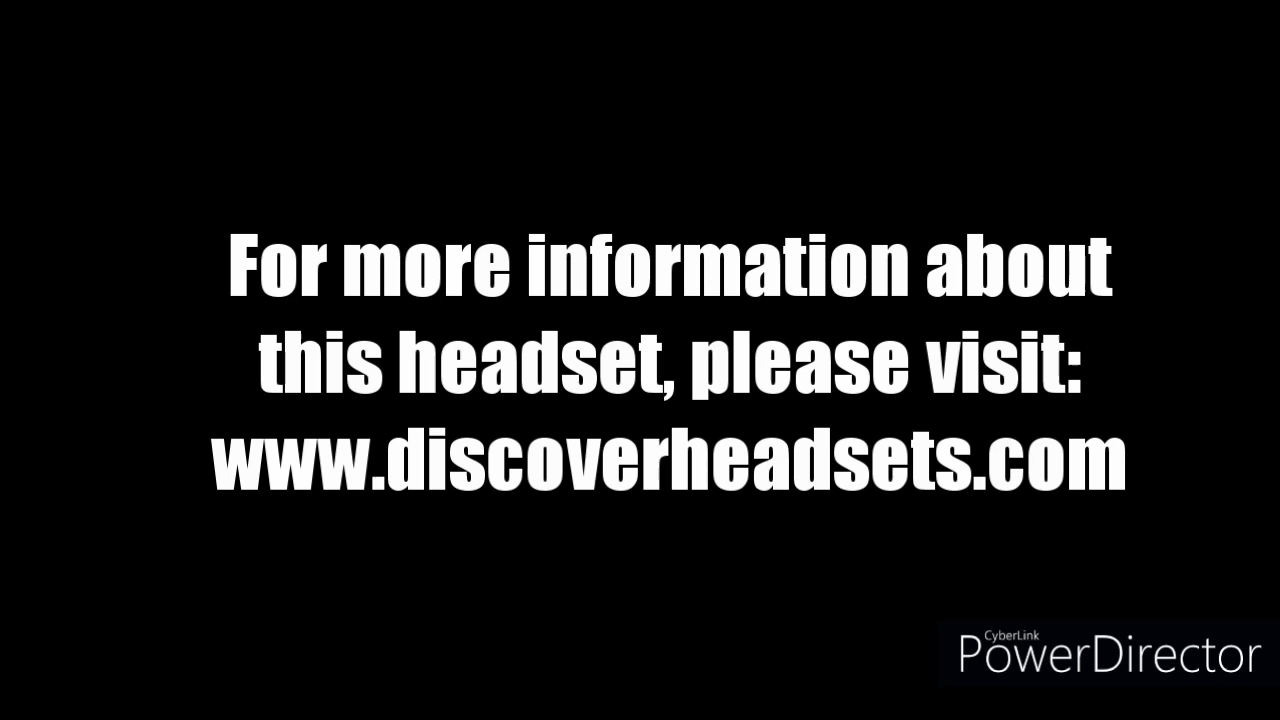 For more information about
this headset, please visit:
www.discoverheadsets.com
CyberLink
PowerDirector